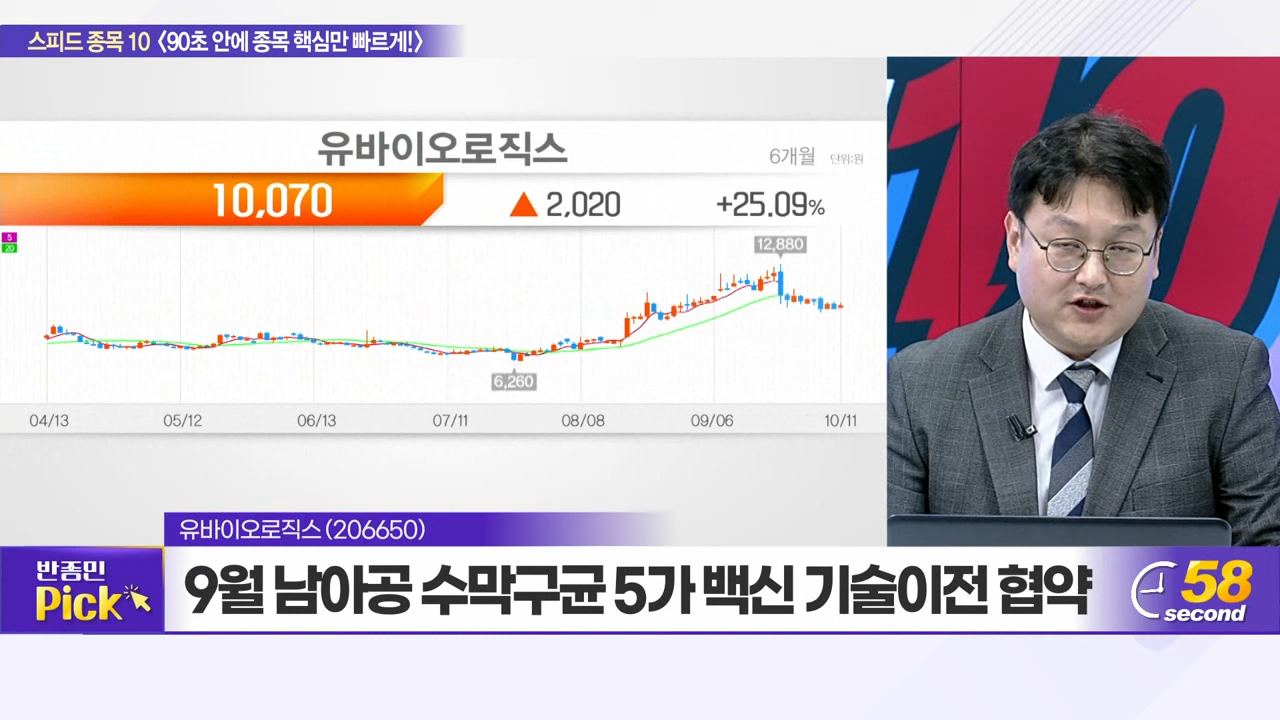 스피드 종목 10 〈90초 안에 종목 핵심만 빠르게!〉
유바이오로직스
6개월 단위:원
10,070 ▲ 2,020 +25.09%
5
20
12,880
6,260
04/13 05/12 06/13 07/11 08/08 09/06 10/11
10
유바이오로직스 (206650)
반종민
Pick
9월 남아공 수막구균 5가 백신 기술이전 협약
58
second